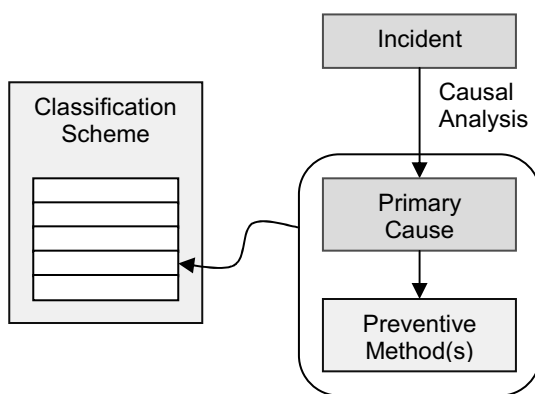 Incident
Causal
Analysis
Classification
Scheme
Primary
Cause
Preventive
Method(s)